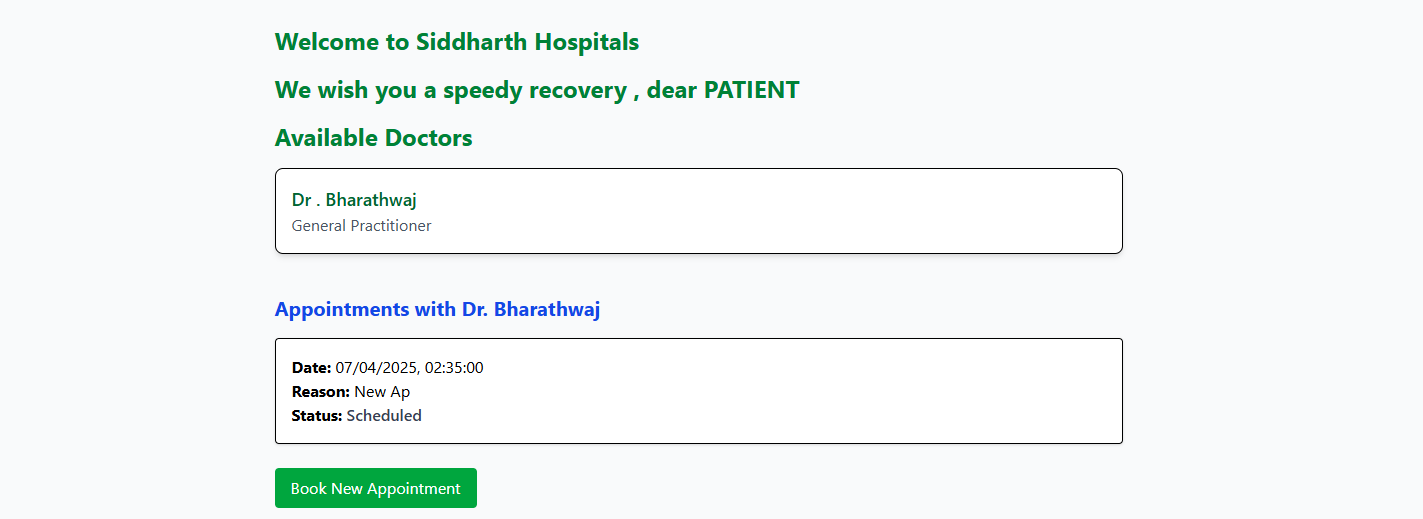 Welcome to Siddharth Hospitals
We wish you a speedy recovery , dear PATIENT
Available Doctors
Dr . Bharathwaj
General Practitioner
Appointments with Dr. Bharathwaj
Date: 07/04/2025, 02:35:00
Reason: New Ap
Status: Scheduled
Book New Appointment